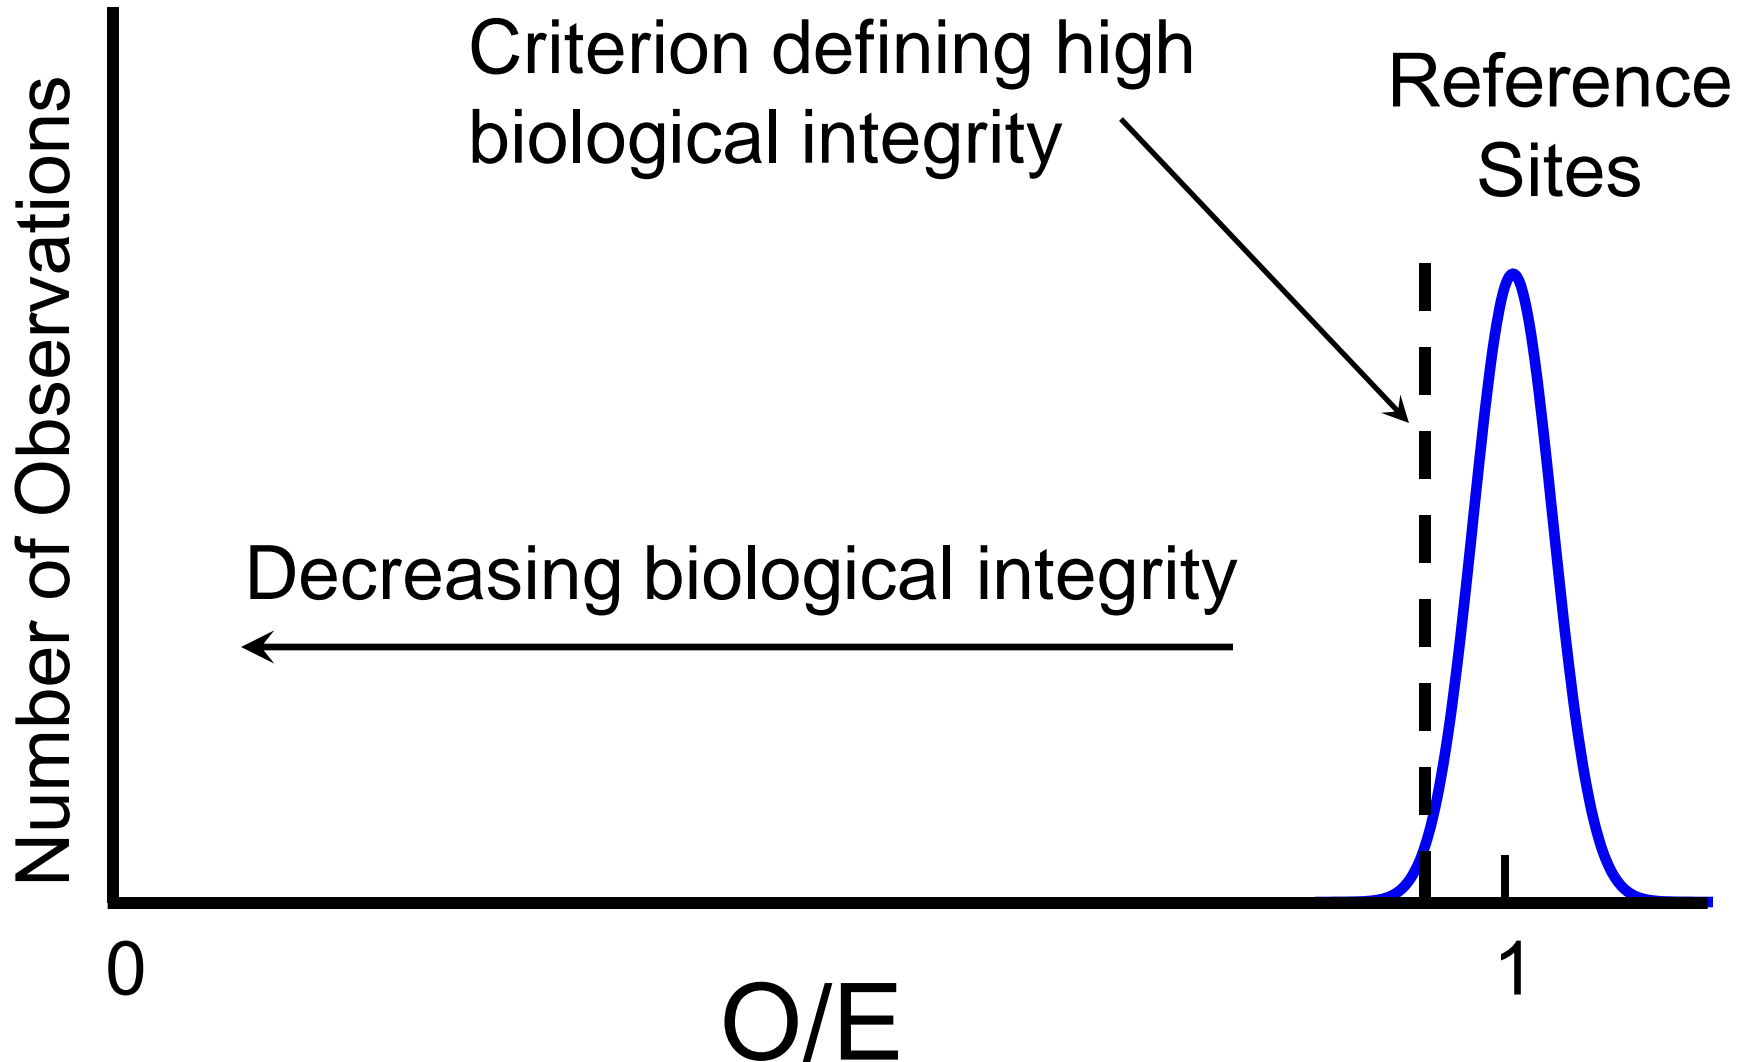 Criterion defining high
biological integrity
Reference
Sites
Number of Observations
Decreasing biological integrity
0
1
O/E